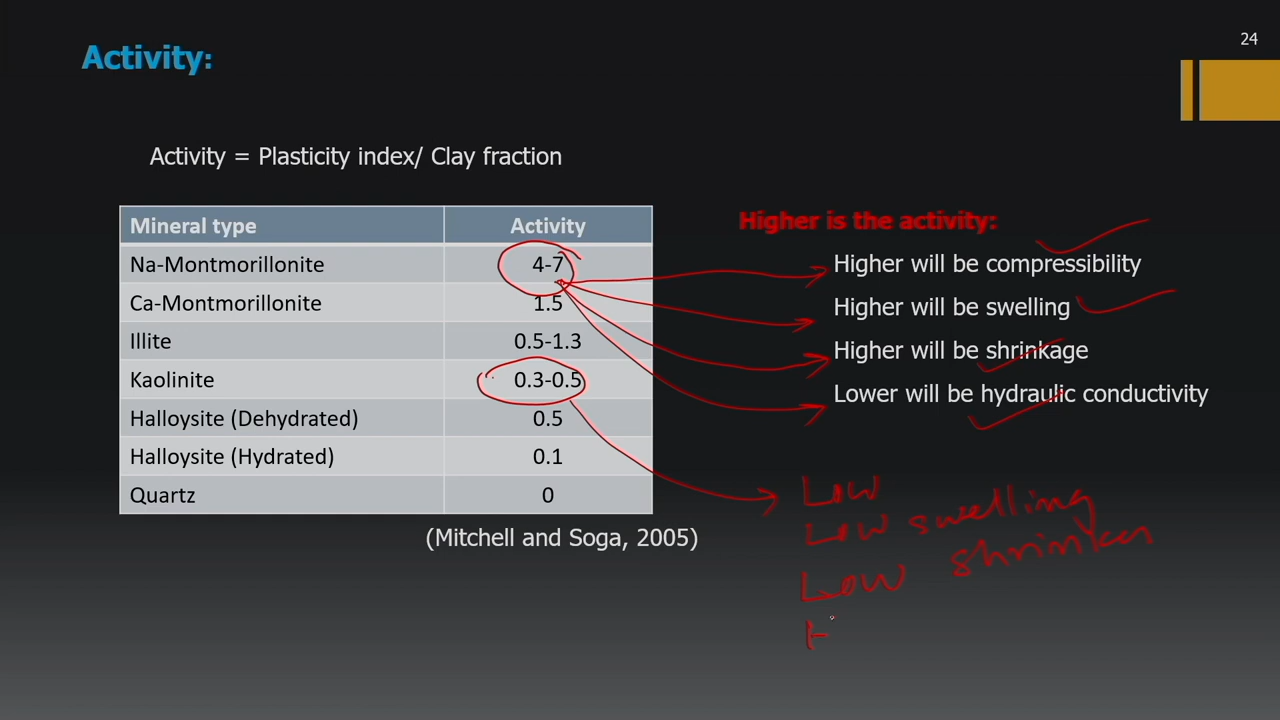 24
Activity:
Activity = Plasticity index/ Clay fraction
Mineral type Activity
Na-Montmorillonite 4-7
Ca-Montmorillonite 1.5
Illite 0.5-1.3
Kaolinite 0.3-0.5
Halloysite (Dehydrated) 0.5
Halloysite (Hydrated) 0.1
Quartz 0
(Mitchell and Soga, 2005)
Higher is the activity:
Higher will be compressibility
Higher will be swelling
Higher will be shrinkage
Lower will be hydraulic conductivity
Low
Low swelling
Low